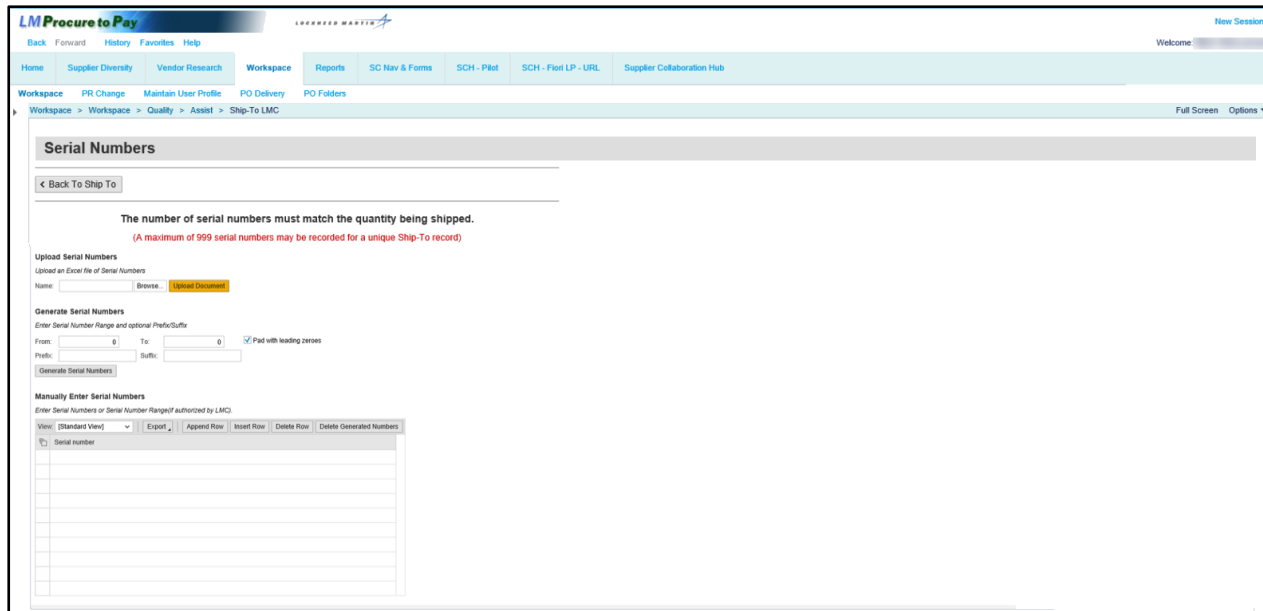 LM Procure to Pay
LOCKHEED MARTIN
New Session
Back Forward History Favorites Help
Welcome:
Home Supplier Diversity Vendor Research Workspace Reports SC Nav & Forms SCH - Pilot SCH - Fiori LP - URL Supplier Collaboration Hub
Workspace PR Change Maintain User Profile PO Delivery PO Folders
Workspace > Workspace > Quality > Assist > Ship-To LMC Full Screen Options
Serial Numbers
< Back To Ship To
The number of serial numbers must match the quantity being shipped.
(A maximum of 999 serial numbers may be recorded for a unique Ship-To record)
Upload Serial Numbers
Upload an Excel file of Serial Numbers
Name: Browse... Upload Document
Generate Serial Numbers
Enter Serial Number Range and optional Prefix/Suffix
From: 0 To: 0 Pad with leading zeroes
Prefix: Suffix:
Generate Serial Numbers
Manually Enter Serial Numbers
Enter Serial Numbers or Serial Number Range(if authorized by LMC).
View: [Standard View] Export Append Row Insert Row Delete Row Delete Generated Numbers
Serial number